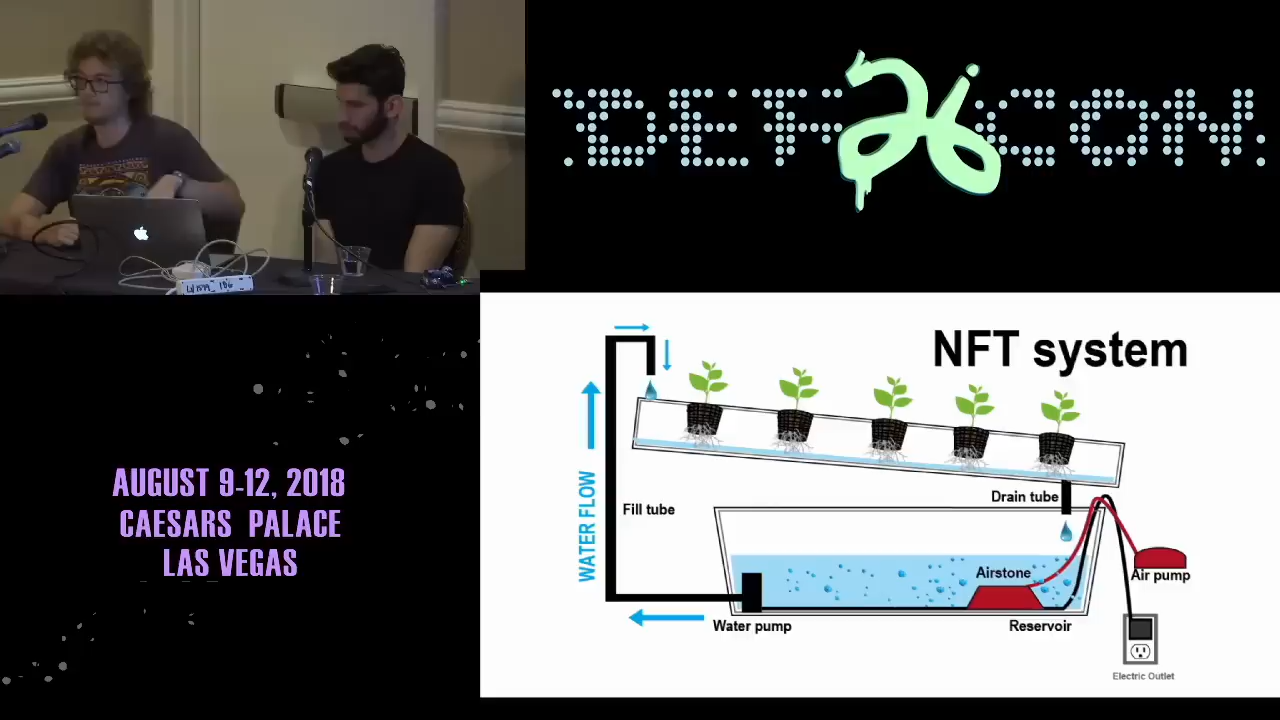 DEF 26 CON
NFT system
WATER FLOW
Fill tube
Drain tube
Airstone
Air pump
Water pump
Reservoir
Electric Outlet
AUGUST 9-12, 2018
CAESARS PALACE
LAS VEGAS